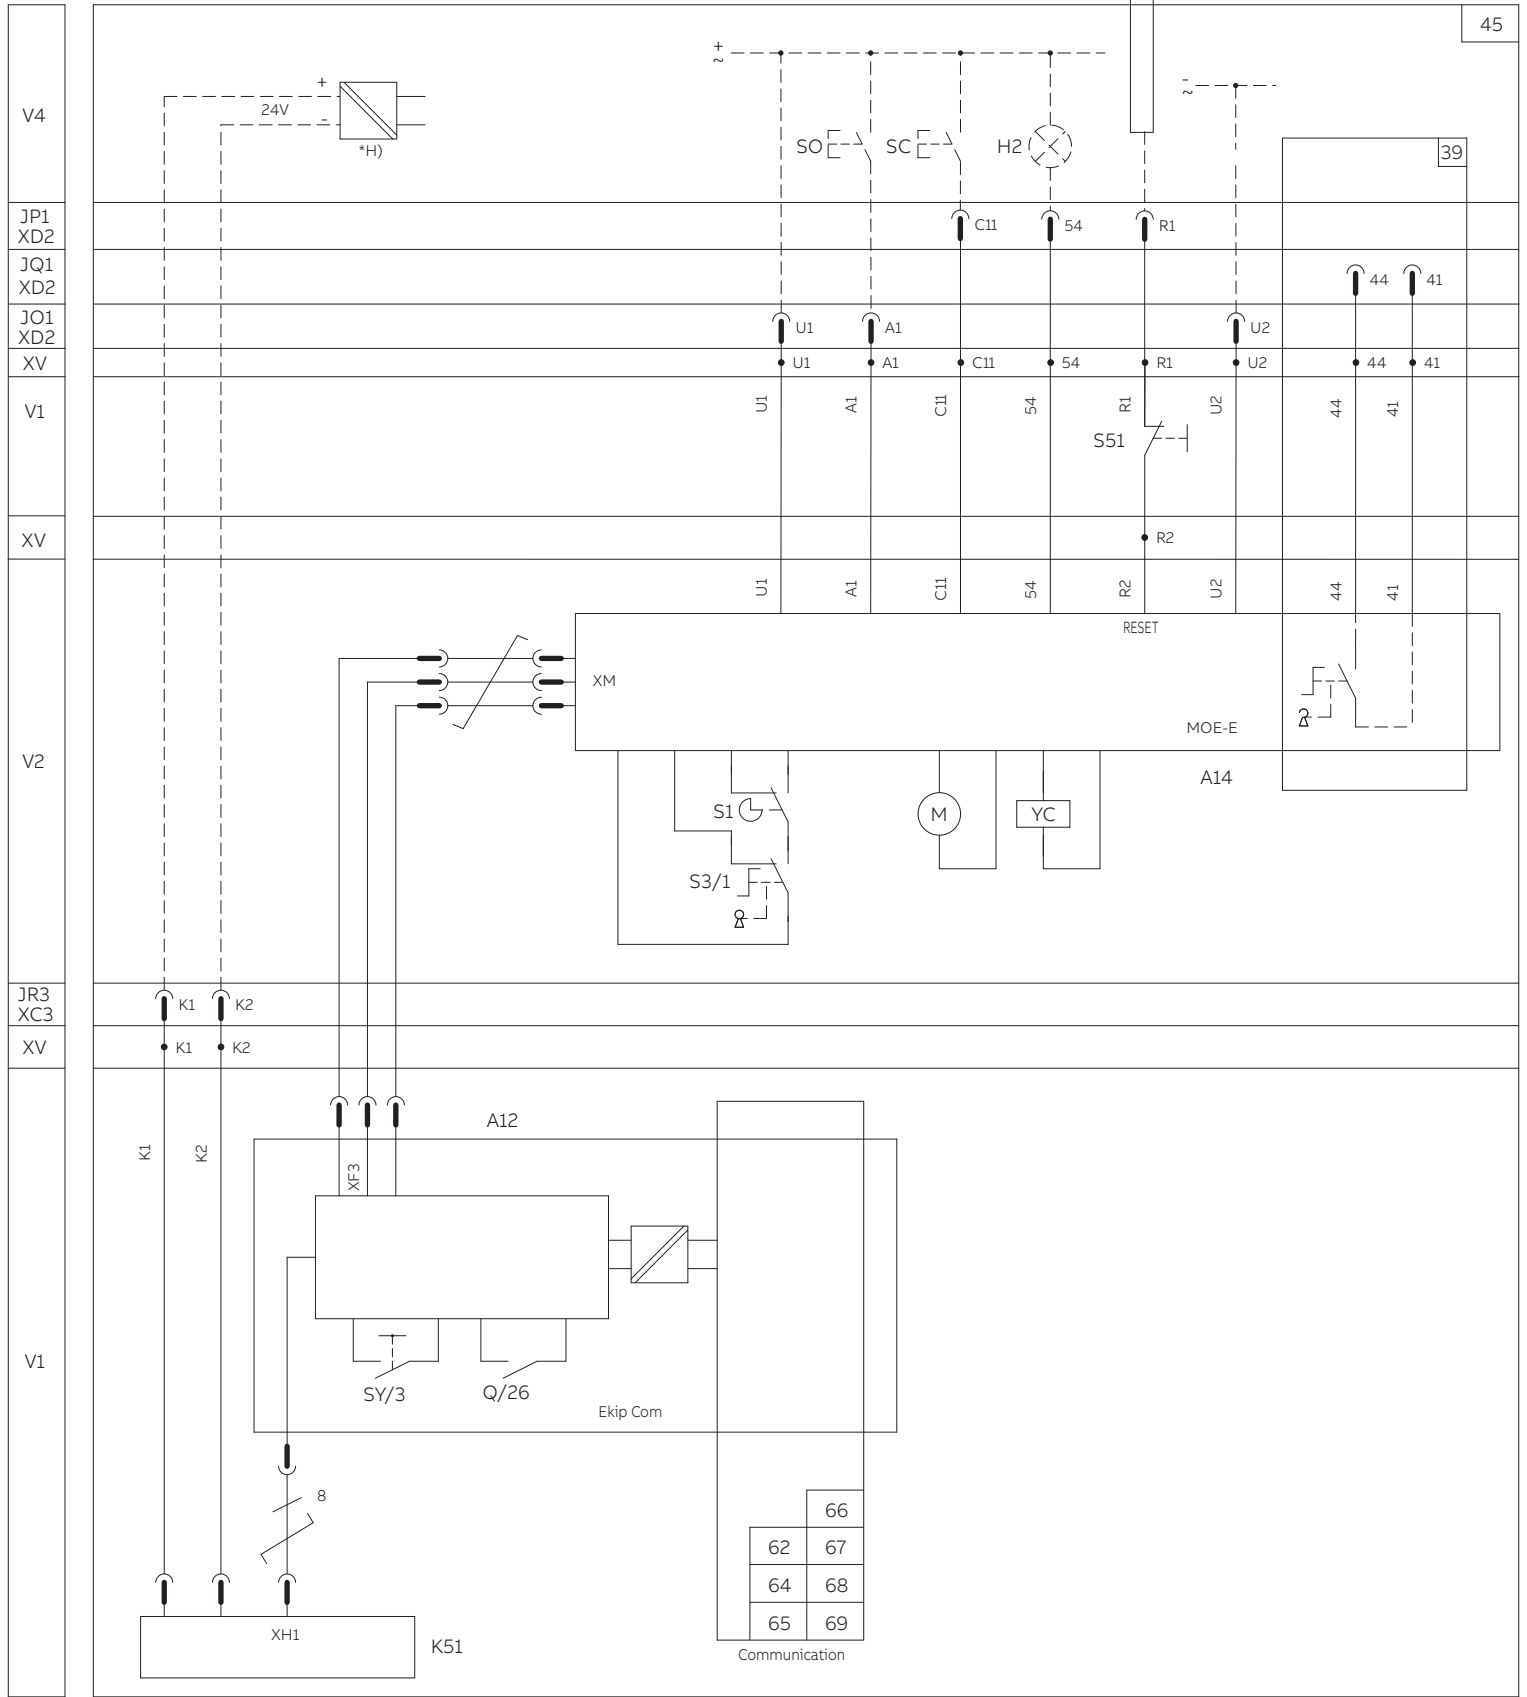 45
+
~
V4
+
24V
-
*H)
SO
SC
H2
-
~
39
JP1
XD2
C11
54
R1
JQ1
XD2
44
41
JO1
XD2
U1
A1
U2
XV
U1
A1
C11
54
R1
U2
44
41
V1
U1
A1
C11
54
R1
U2
44
41
S51
XV
R2
U1
A1
C11
54
R2
U2
44
41
RESET
XM
MOE-E
V2
A14
S1
M
YC
S3/1
JR3
XC3
K1
K2
XV
K1
K2
A12
K1
K2
XF3
V1
SY/3
Q/26
Ekip Com
8
66
62
67
64
68
65
69
XH1
K51
Communication